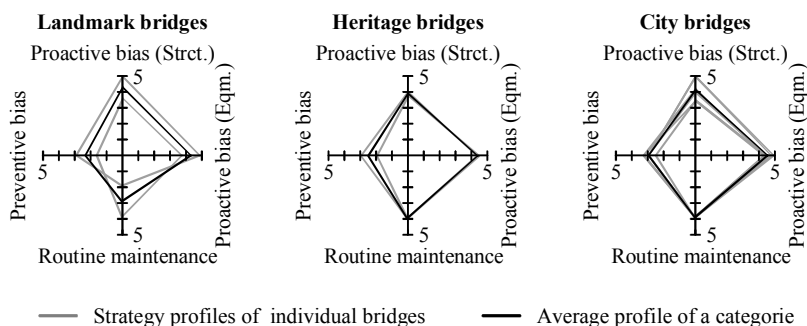 Landmark bridges
Proactive bias (Strct.)
5
Preventive bias
Proactive bias (Eqm.)
5
5
5
Routine maintenance
Heritage bridges
Proactive bias (Strct.)
5
Preventive bias
Proactive bias (Eqm.)
5
5
5
Routine maintenance
City bridges
Proactive bias (Strct.)
5
Preventive bias
Proactive bias (Eqm.)
5
5
5
Routine maintenance
Strategy profiles of individual bridges
Average profile of a categorie